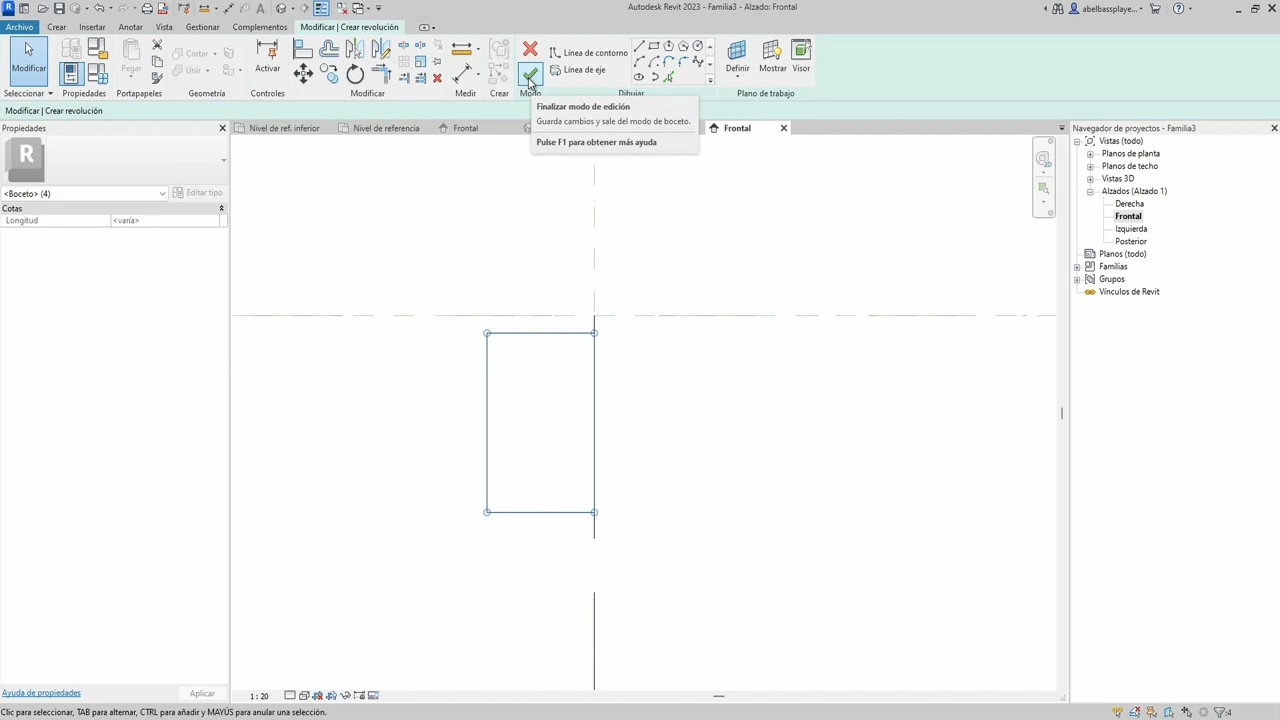 Autodesk Revit 2023 - Familia3 - Alzado: Frontal
abelbassplaye...
Archivo
Crear
Insertar
Anotar
Vista
Gestionar
Complementos
Modificar | Crear revolución
Modificar
Pegar
Cortar
Unir
Activar
Línea de contorno
Línea de eje
Definir
Mostrar
Visor
Seleccionar
Propiedades
Portapapeles
Geometría
Controles
Modificar
Medir
Crear
Modo
Dibujar
Plano de trabajo
Modificar | Crear revolución
Finalizar modo de edición
Guarda cambios y sale del modo de boceto.
Pulse F1 para obtener más ayuda
Propiedades
Nivel de ref. inferior
Nivel de referencia
Frontal
Frontal
Navegador de proyectos - Familia3
R
<Boceto> (4)
Editar tipo
Cotas
Longitud
<varía>
2D
Vistas (todo)
Planos de planta
Planos de techo
Vistas 3D
Alzados (Alzado 1)
Derecha
Frontal
Izquierda
Posterior
Planos (todo)
Familias
Grupos
Vínculos de Revit
Ayuda de propiedades
Aplicar
1 : 20
Clic para seleccionar, TAB para alternar, CTRL para añadir y MAYÚS para anular una selección.
:4